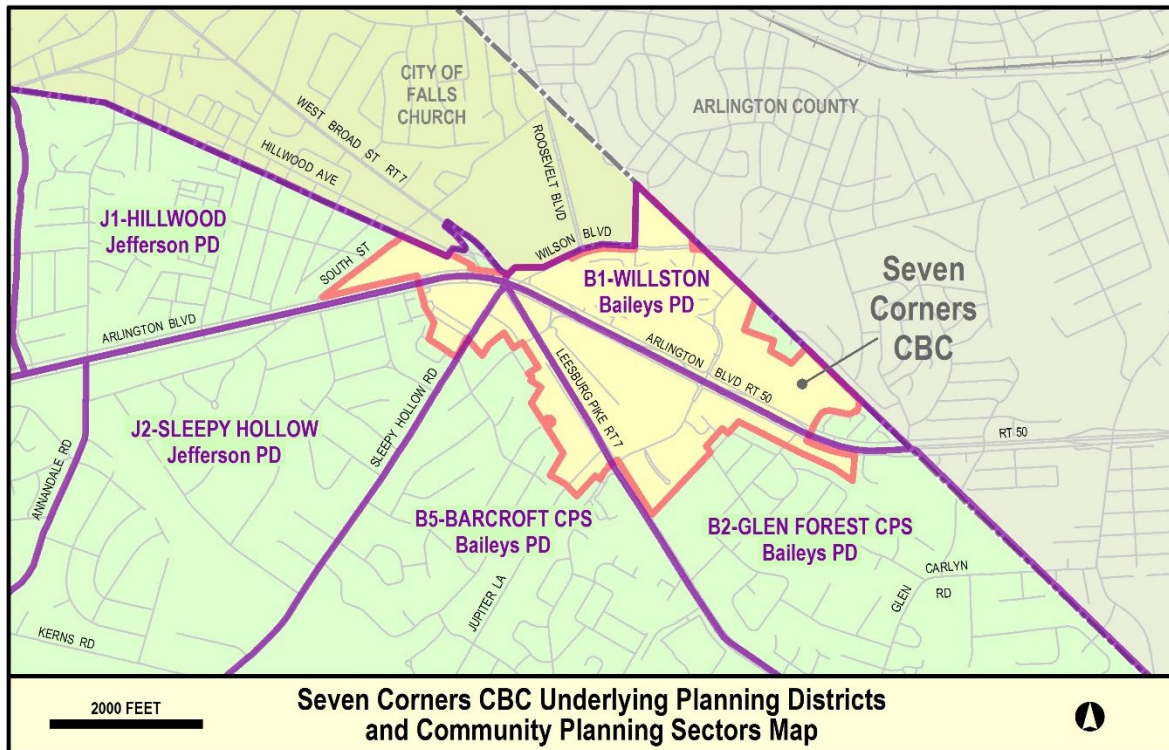 CITY OF
FALLS
CHURCH
ARLINGTON COUNTY
WEST BROAD ST RT 7
ROOSEVELT BLVD
HILLWOOD AVE
J1-HILLWOOD
Jefferson PD
SOUTH ST
WILSON BLVD
B1-WILLSTON
Baileys PD
Seven
Corners
CBC
ARLINGTON BLVD
ARLINGTON BLVD RT 50
LEESBURG PIKE RT 7
SLEEPY HOLLOW RD
J2-SLEEPY HOLLOW
Jefferson PD
RT 50
ANNANDALE RD
B5-BARCROFT CPS
Baileys PD
B2-GLEN FOREST CPS
Baileys PD
GLEN CARLYN RD
JUPITER LA
KERNS RD
2000 FEET
Seven Corners CBC Underlying Planning Districts
and Community Planning Sectors Map